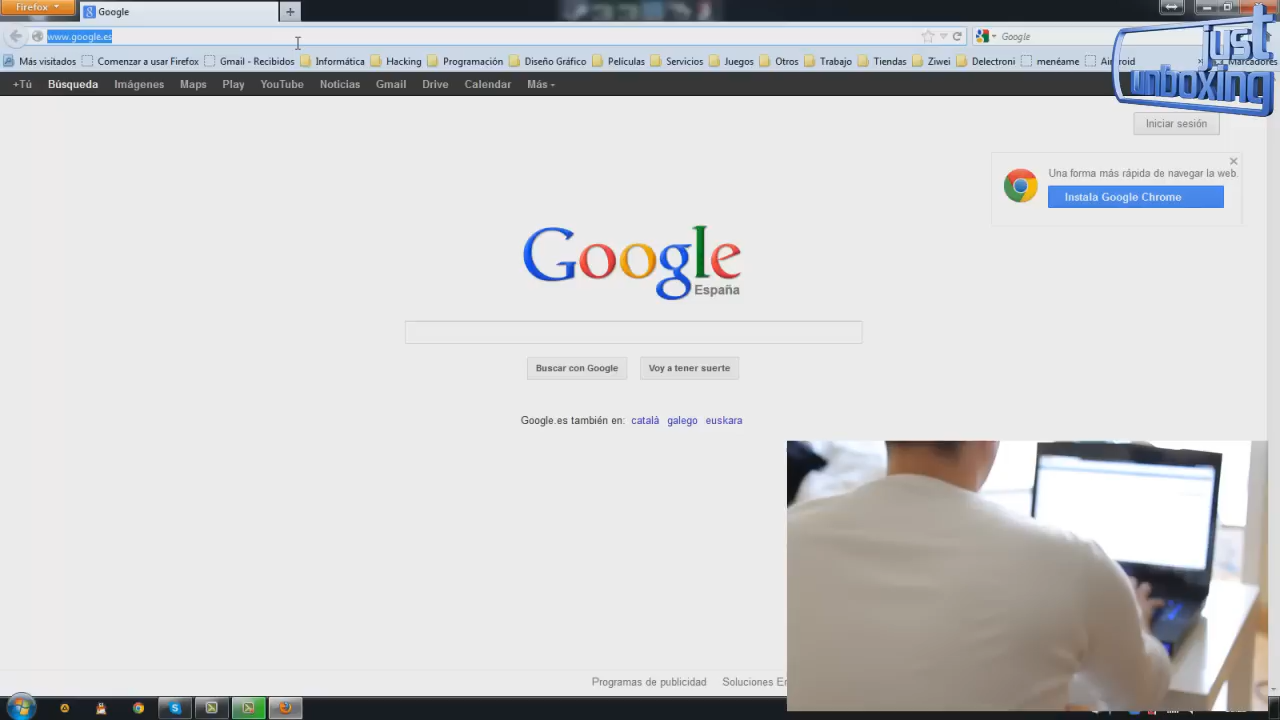 Firefox
Google
www.google.es
Google
Más visitados Comenzar a usar Firefox Gmail - Recibidos Informática Hacking Programación Diseño Gráfico Películas Servicios Juegos Otros Trabajo Tiendas Ziwei Delectroni menéame Android Marcadores
+Tú Búsqueda Imágenes Maps Play YouTube Noticias Gmail Drive Calendar Más
just
unboxing
Iniciar sesión
Una forma más rápida de navegar la web.
Instala Google Chrome
Google
España
Buscar con Google Voy a tener suerte
Google.es también en: català galego euskara
Programas de publicidad Soluciones